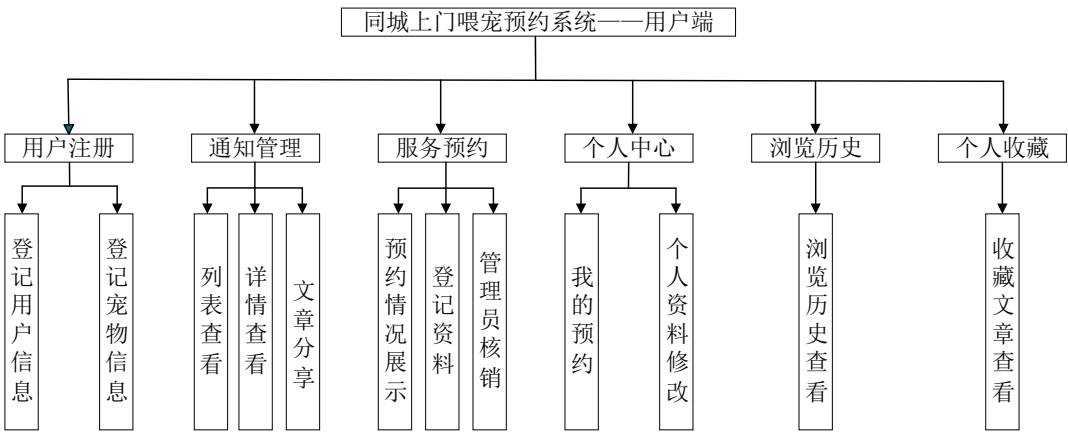 同城上门喂宠预约系统——用户端
用户注册
通知管理
服务预约
个人中心
浏览历史
个人收藏
登记用户信息
登记宠物信息
列表查看
详情查看
文章分享
预约情况展示
登记资料
管理员核销
我的预约
个人资料修改
浏览历史查看
收藏文章查看